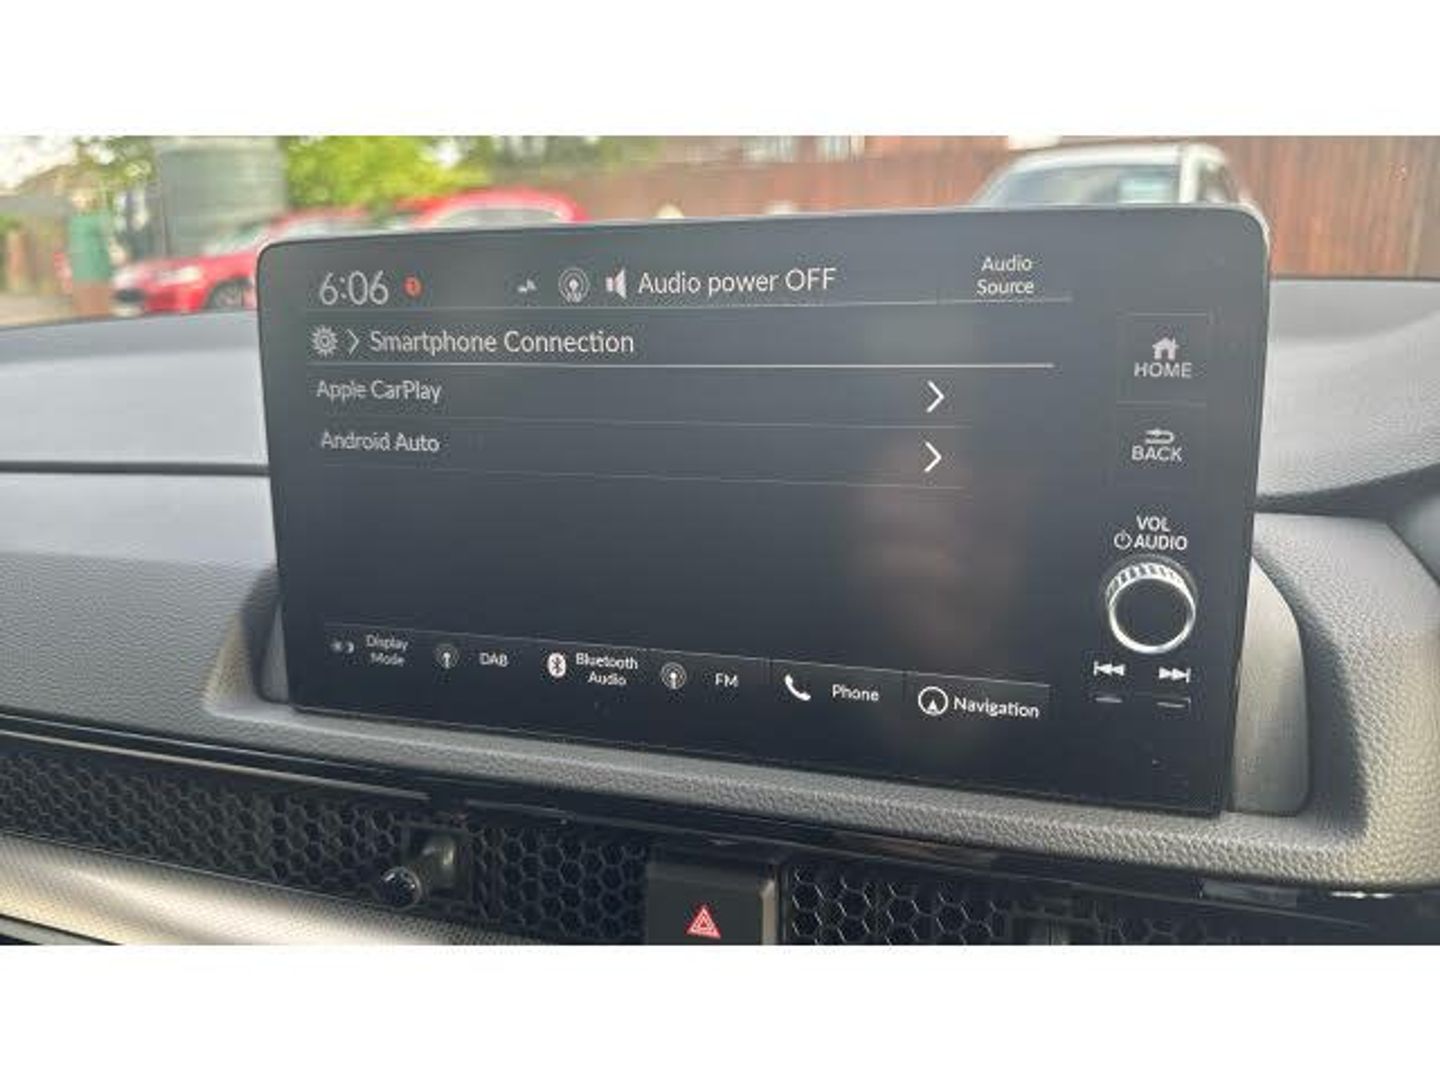 6:06
Audio power OFF
Audio
Source
Smartphone Connection
Apple CarPlay
Android Auto
HOME
BACK
VOL
AUDIO
Display
Mode
DAB
Bluetooth
Audio
FM
Phone
Navigation